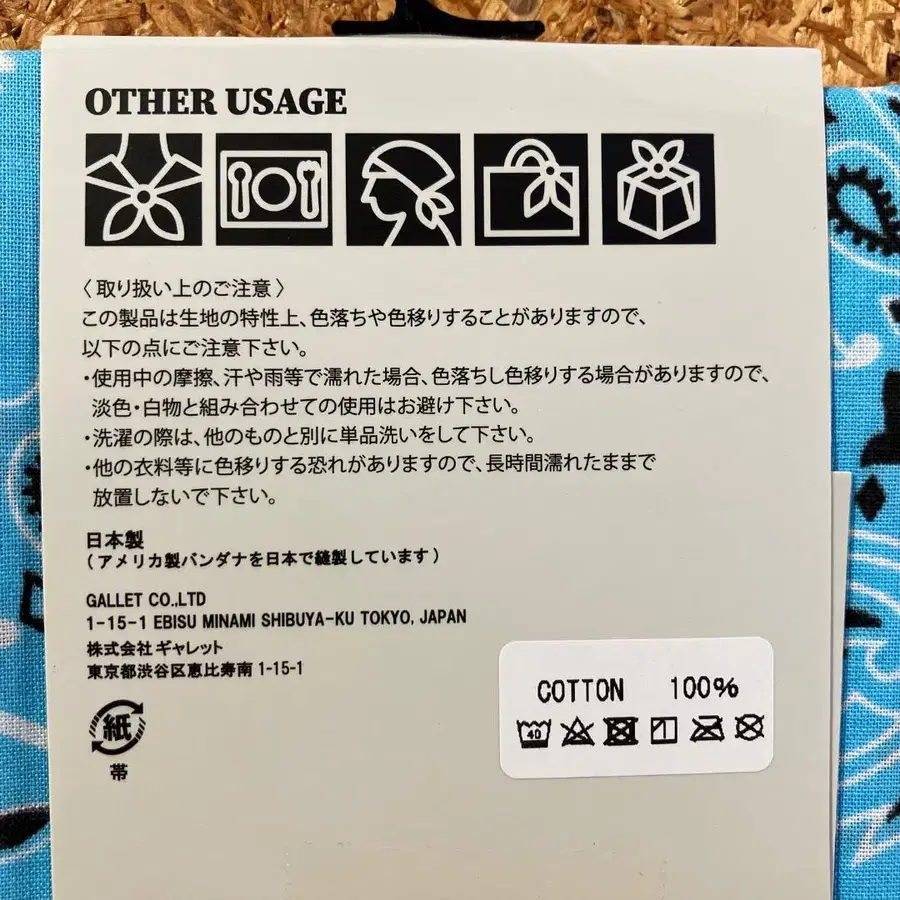 OTHER USAGE
〈 取り扱い上のご注意 〉
この製品は生地の特性上、色落ちや色移りすることがありますので、
以下の点にご注意下さい。
・使用中の摩擦、汗や雨等で濡れた場合、色落ちし色移りする場合がありますので、
淡色・白物と組み合わせての使用はお避け下さい。
・洗濯の際は、他のものと別に単品洗いをして下さい。
・他の衣料等に色移りする恐れがありますので、長時間濡れたままで
放置しないで下さい。
日本製
(アメリカ製バンダナを日本で縫製しています)
GALLET CO.,LTD
1-15-1 EBISU MINAMI SHIBUYA-KU TOKYO, JAPAN
株式会社ギャレット
東京都渋谷区恵比寿南 1-15-1
紙
帯
COTTON 100%
40